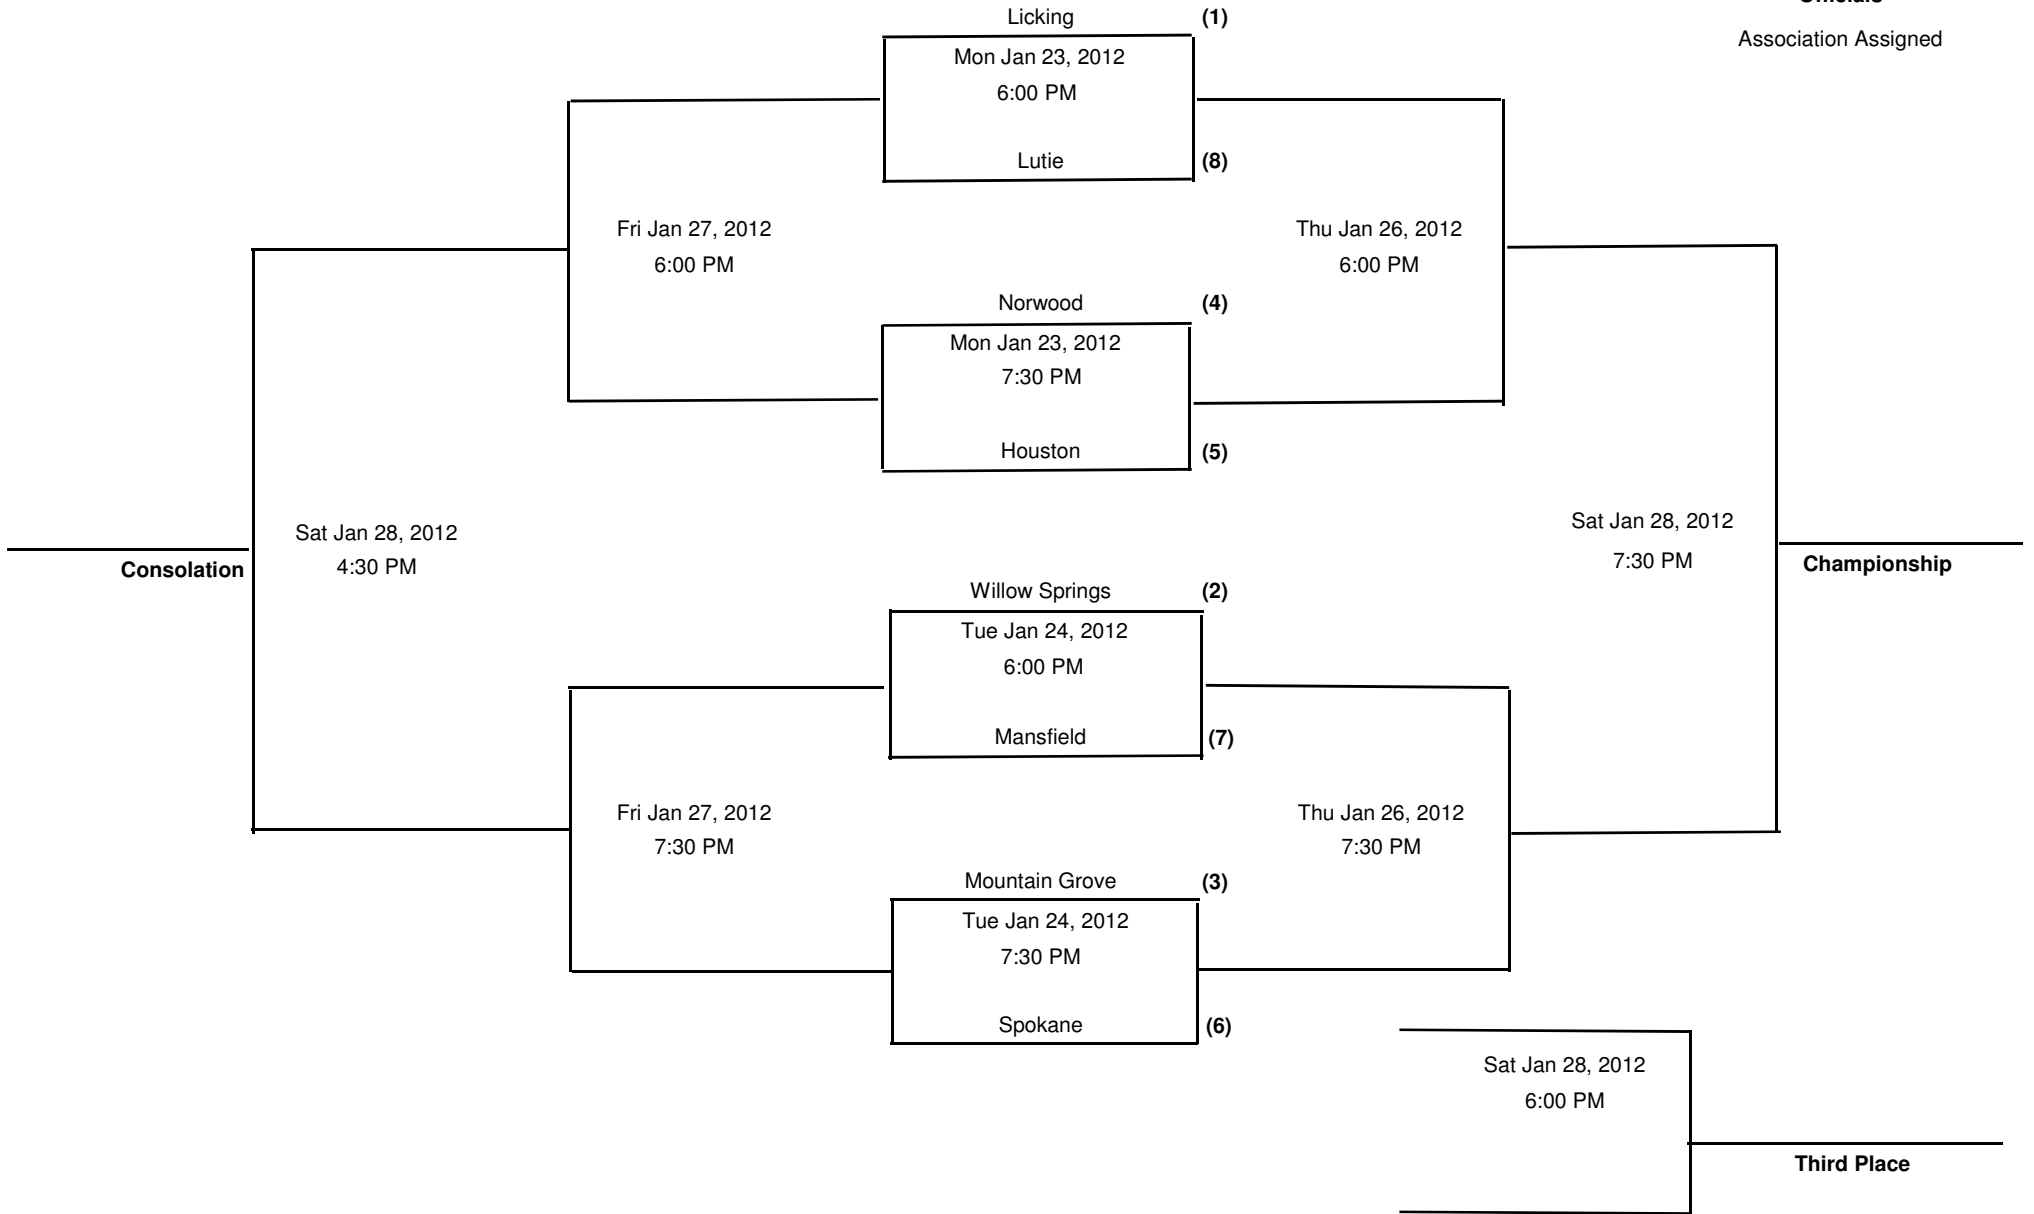 Officials
Association Assigned
Licking (1)
Mon Jan 23, 2012
6:00 PM
Lutie (8)
Fri Jan 27, 2012
6:00 PM
Thu Jan 26, 2012
6:00 PM
Norwood (4)
Mon Jan 23, 2012
7:30 PM
Houston (5)
Sat Jan 28, 2012
4:30 PM
Consolation
Sat Jan 28, 2012
7:30 PM
Championship
Willow Springs (2)
Tue Jan 24, 2012
6:00 PM
Mansfield (7)
Fri Jan 27, 2012
7:30 PM
Thu Jan 26, 2012
7:30 PM
Mountain Grove (3)
Tue Jan 24, 2012
7:30 PM
Spokane (6)
Sat Jan 28, 2012
6:00 PM
Third Place